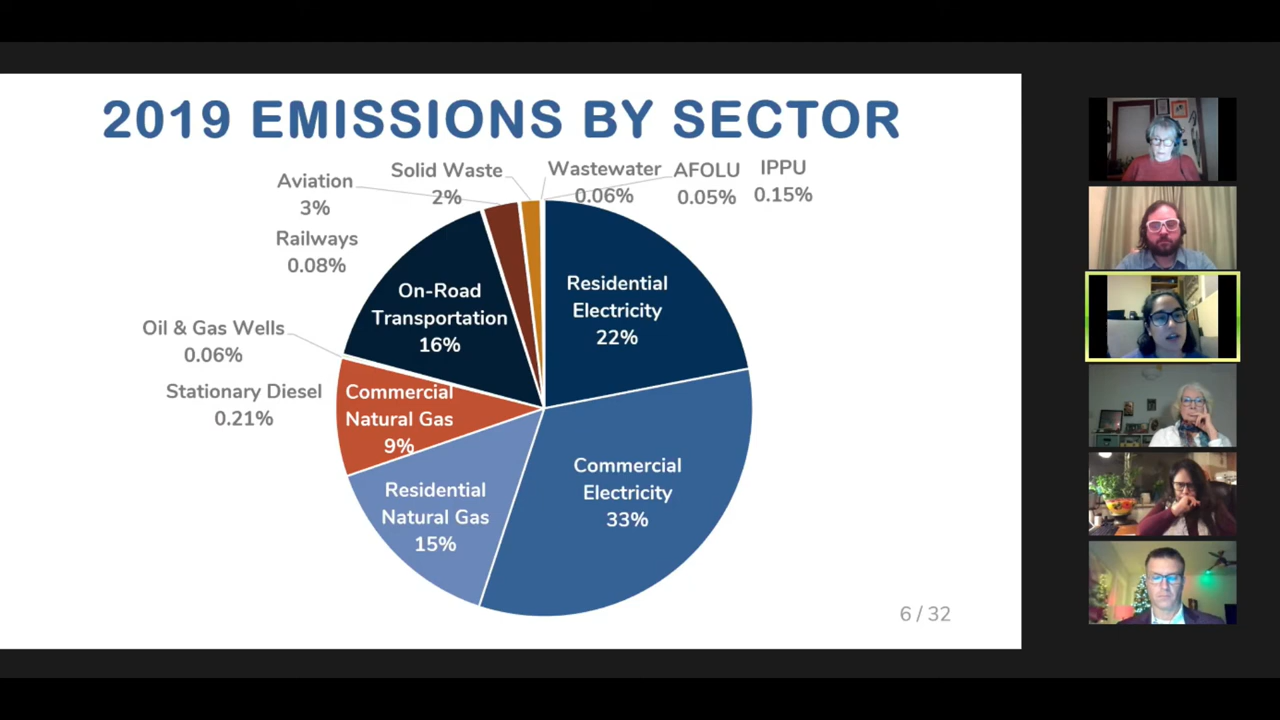 2019 EMISSIONS BY SECTOR
Solid Waste
2%
Wastewater
0.06%
AFOLU
0.05%
IPPU
0.15%
Aviation
3%
Railways
0.08%
On-Road
Transportation
16%
Residential
Electricity
22%
Oil & Gas Wells
0.06%
Stationary Diesel
0.21%
Commercial
Natural Gas
9%
Commercial
Electricity
33%
Residential
Natural Gas
15%
6 / 32